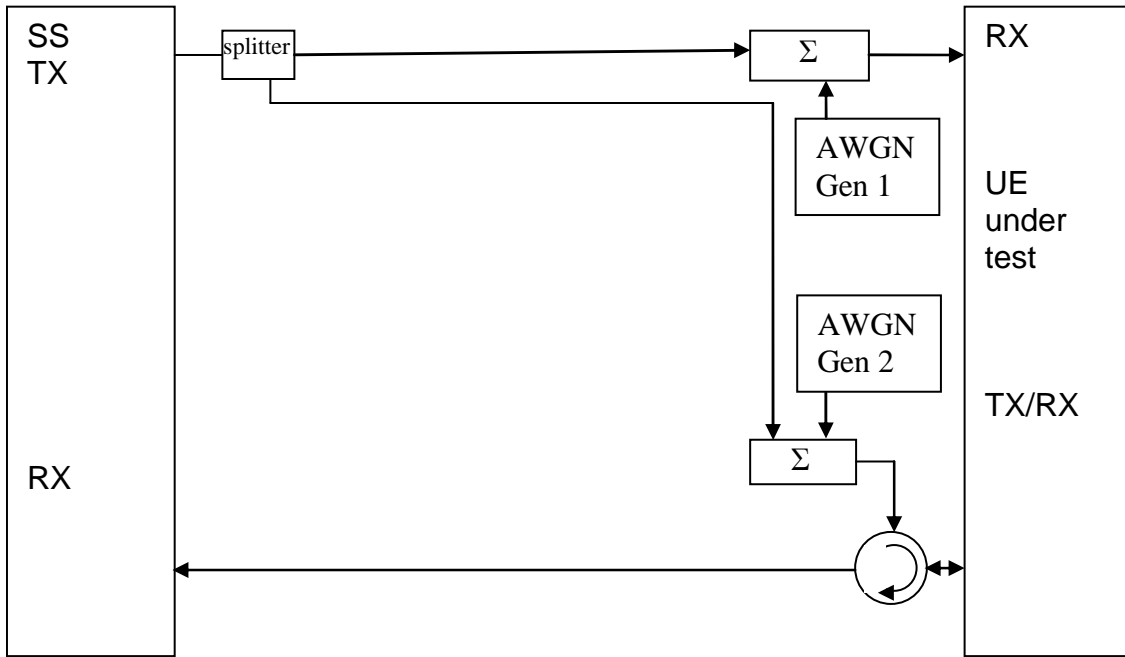 SS
TX
splitter
Σ
RX
AWGN
Gen 1
UE
under
test
AWGN
Gen 2
TX/RX
Σ
RX